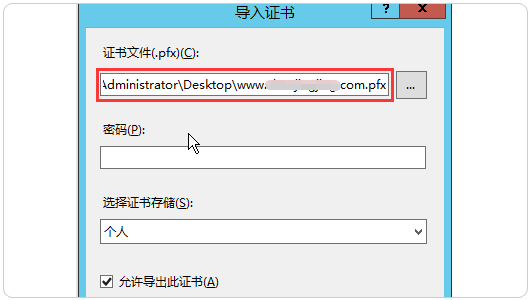 导入证书
?
证书文件(.pfx)(C):
\Administrator\Desktop\www. com.pfx
...
密码(P):
选择证书存储(S):
个人
允许导出此证书(A)